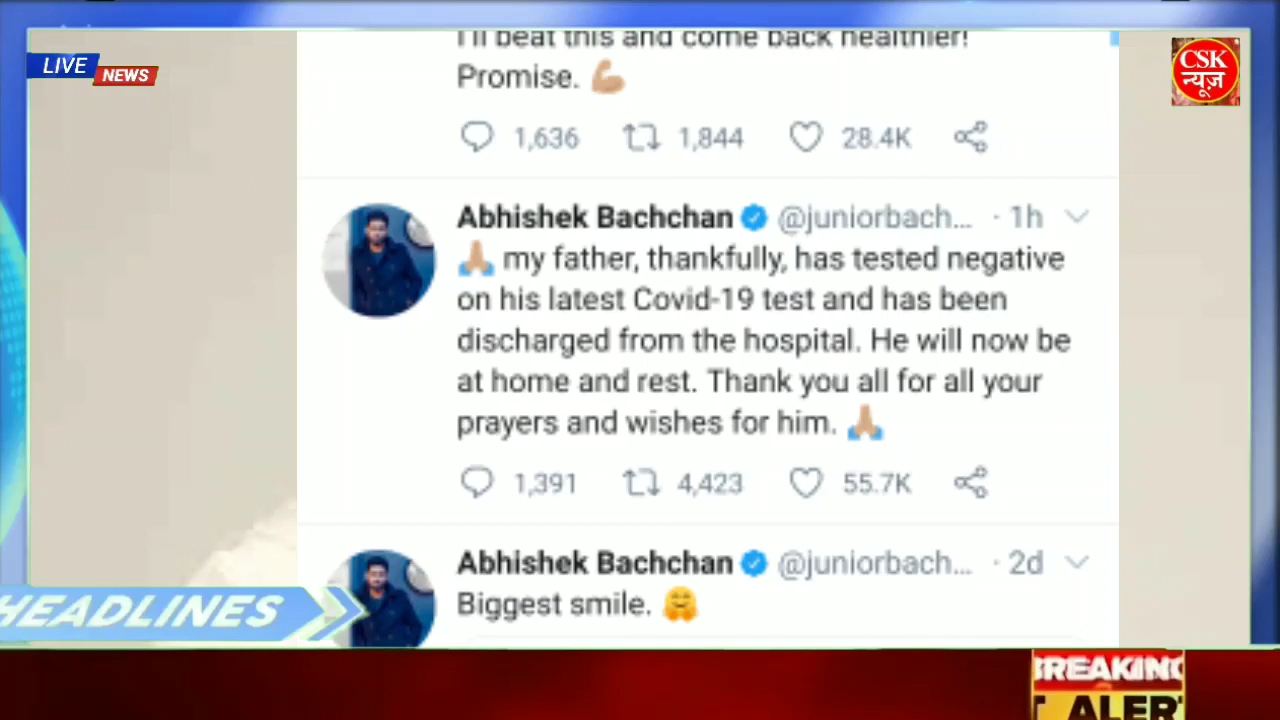 I'll beat this and come back healthier!
LIVE
NEWS
CSK
न्यूज़
Promise. 💪🏼
1,636 1,844 28.4K
Abhishek Bachchan @juniorbach... · 1h
🙏🏼 my father, thankfully, has tested negative
on his latest Covid-19 test and has been
discharged from the hospital. He will now be
at home and rest. Thank you all for all your
prayers and wishes for him. 🙏🏼
1,391 4,423 55.7K
Abhishek Bachchan @juniorbach... · 2d
Biggest smile. 🤗
HEADLINES
BREAKING
ALERT